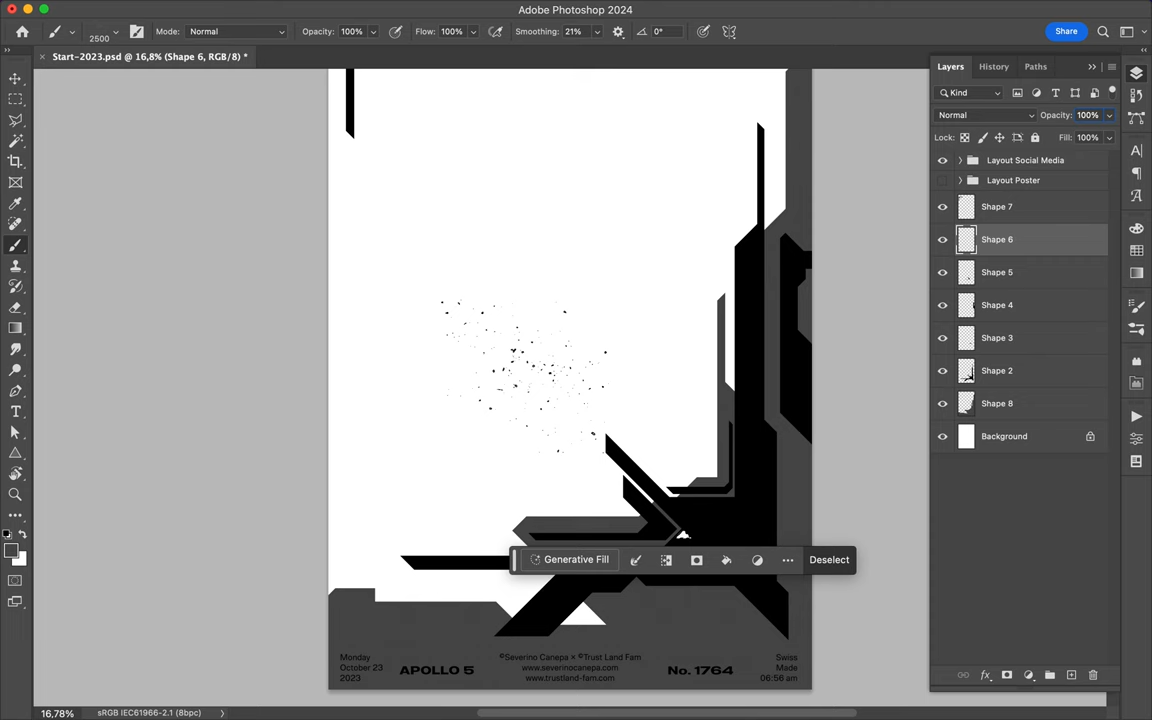 Adobe Photoshop 2024
2500
Mode:
Normal
Opacity:
100%
Flow:
100%
Smoothing:
21%
0°
Share
Start-2023.psd @ 16,8% (Shape 6, RGB/8) *
Layers
History
Paths
Kind
Normal
Opacity:
100%
Lock:
Fill:
100%
Layout Social Media
Layout Poster
Shape 7
Shape 6
Shape 5
Shape 4
Shape 3
Shape 2
Shape 8
Background
Generative Fill
Deselect
Monday
October 23
2023
APOLLO 5
©Severino Canepa × ©Trust Land Fam
www.severinocanepa.com
www.trustland-fam.com
No. 1764
Swiss
Made
06:56 am
16,78%
sRGB IEC61966-2.1 (8bpc)